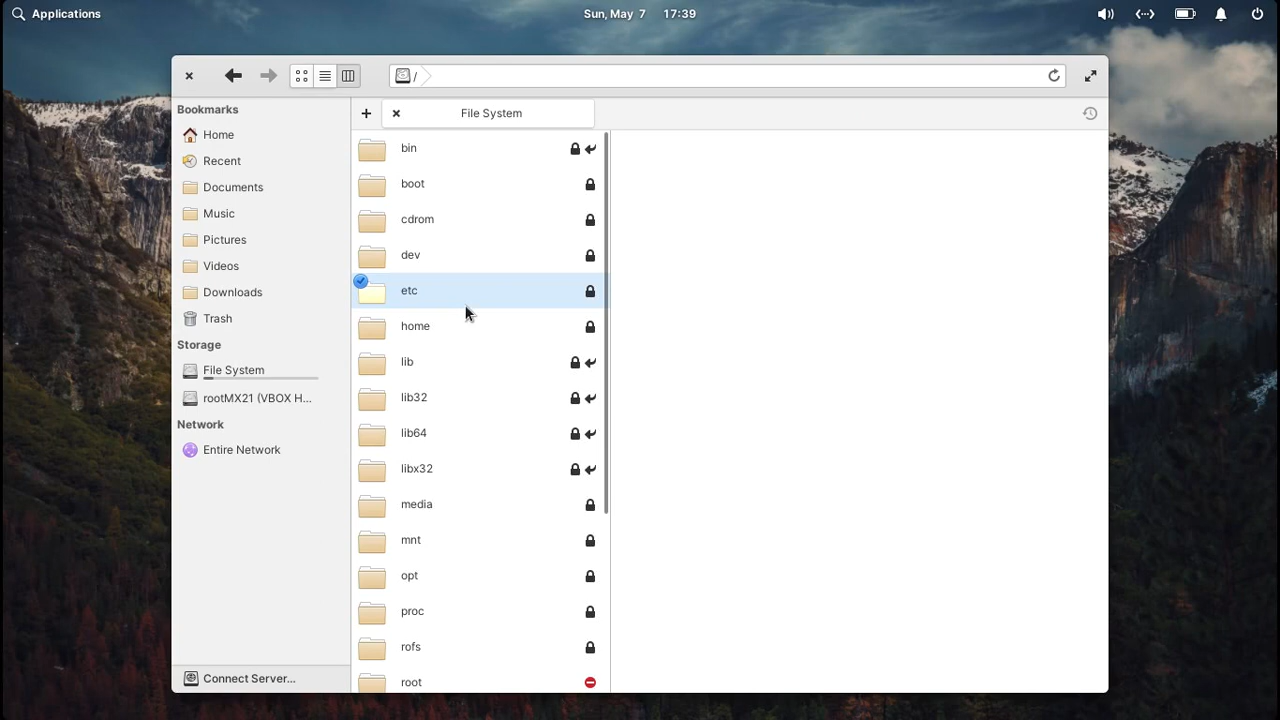 Applications
Sun, May 7 17:39
/
Bookmarks
Home
Recent
Documents
Music
Pictures
Videos
Downloads
Trash
Storage
File System
rootMX21 (VBOX H...
Network
Entire Network
Connect Server...
File System
bin
boot
cdrom
dev
etc
home
lib
lib32
lib64
libx32
media
mnt
opt
proc
rofs
root